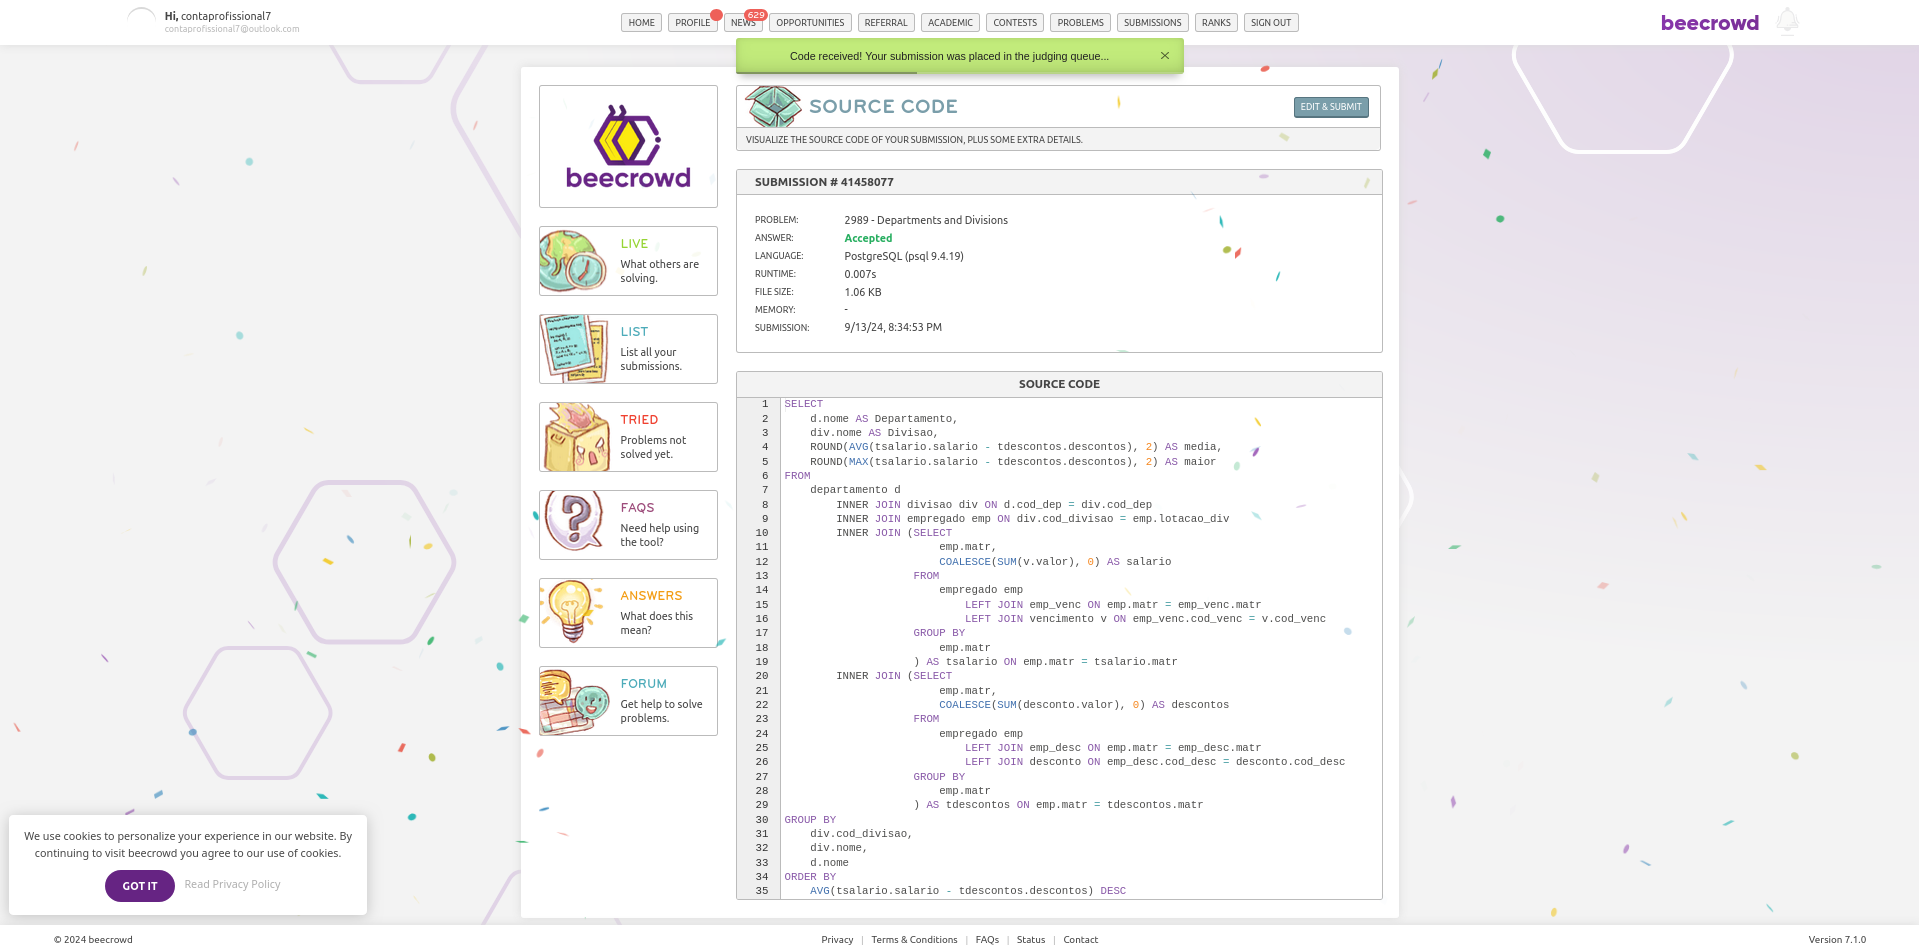 Hi, contaprofissional7
contaprofissional7@outlook.com
HOME PROFILE NEWS 629 OPPORTUNITIES REFERRAL ACADEMIC CONTESTS PROBLEMS SUBMISSIONS RANKS SIGN OUT
beecrowd
Code received! Your submission was placed in the judging queue...
beecrowd
LIVE
What others are
solving.
LIST
List all your
submissions.
TRIED
Problems not
solved yet.
FAQS
Need help using
the tool?
ANSWERS
What does this
mean?
FORUM
Get help to solve
problems.
SOURCE CODE
EDIT & SUBMIT
VISUALIZE THE SOURCE CODE OF YOUR SUBMISSION, PLUS SOME EXTRA DETAILS.
SUBMISSION # 41458077
PROBLEM: 2989 - Departments and Divisions
ANSWER: Accepted
LANGUAGE: PostgreSQL (psql 9.4.19)
RUNTIME: 0.007s
FILE SIZE: 1.06 KB
MEMORY: -
SUBMISSION: 9/13/24, 8:34:53 PM
SOURCE CODE
1 SELECT
2 d.nome AS Departamento,
3 div.nome AS Divisao,
4 ROUND(AVG(tsalario.salario - tdescontos.descontos), 2) AS media,
5 ROUND(MAX(tsalario.salario - tdescontos.descontos), 2) AS maior
6 FROM
7 departamento d
8 INNER JOIN divisao div ON d.cod_dep = div.cod_dep
9 INNER JOIN empregado emp ON div.cod_divisao = emp.lotacao_div
10 INNER JOIN (SELECT
11 emp.matr,
12 COALESCE(SUM(v.valor), 0) AS salario
13 FROM
14 empregado emp
15 LEFT JOIN emp_venc ON emp.matr = emp_venc.matr
16 LEFT JOIN vencimento v ON emp_venc.cod_venc = v.cod_venc
17 GROUP BY
18 emp.matr
19 ) AS tsalario ON emp.matr = tsalario.matr
20 INNER JOIN (SELECT
21 emp.matr,
22 COALESCE(SUM(desconto.valor), 0) AS descontos
23 FROM
24 empregado emp
25 LEFT JOIN emp_desc ON emp.matr = emp_desc.matr
26 LEFT JOIN desconto ON emp_desc.cod_desc = desconto.cod_desc
27 GROUP BY
28 emp.matr
29 ) AS tdescontos ON emp.matr = tdescontos.matr
30 GROUP BY
31 div.cod_divisao,
32 div.nome,
33 d.nome
34 ORDER BY
35 AVG(tsalario.salario - tdescontos.descontos) DESC
We use cookies to personalize your experience in our website. By
continuing to visit beecrowd you agree to our use of cookies.
GOT IT Read Privacy Policy
© 2024 beecrowd
Privacy | Terms & Conditions | FAQs | Status | Contact
Version 7.1.0